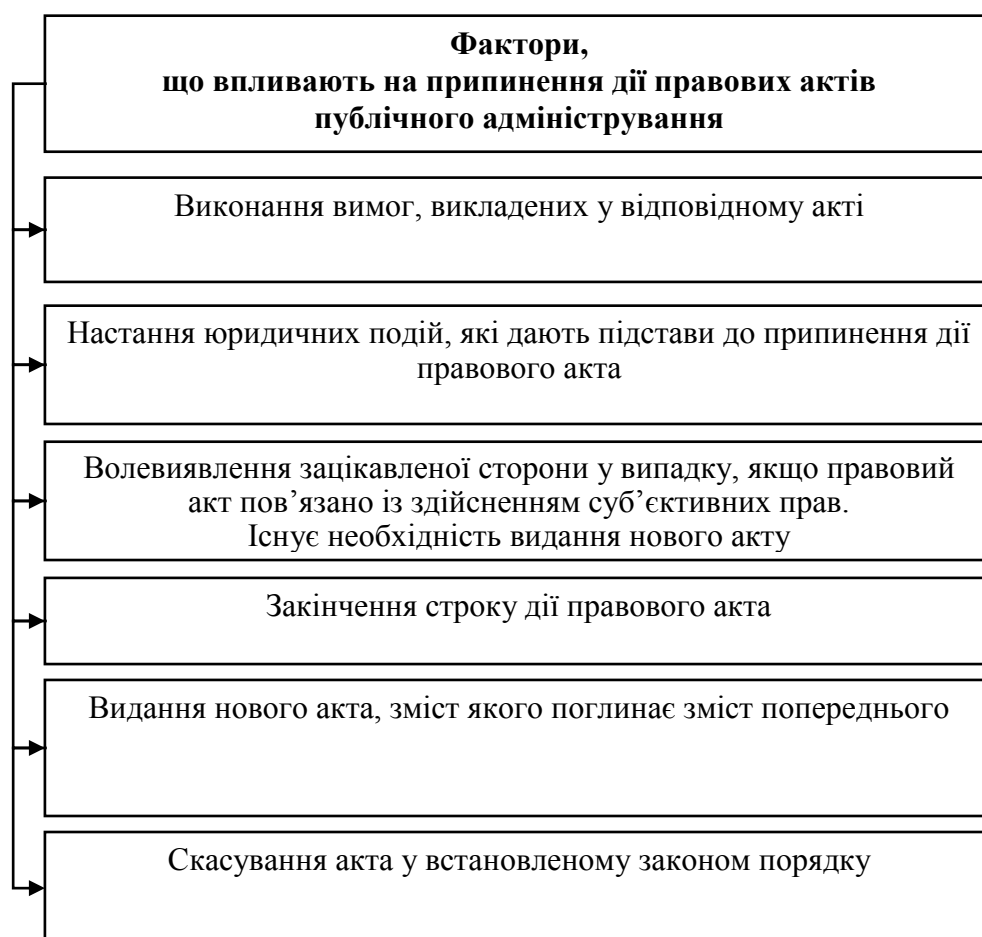 Фактори,
що впливають на припинення дії правових актів
публічного адміністрування
Виконання вимог, викладених у відповідному акті
Настання юридичних подій, які дають підстави до припинення дії
правового акта
Волевиявлення зацікавленої сторони у випадку, якщо правовий
акт пов’язано із здійсненням суб’єктивних прав.
Існує необхідність видання нового акту
Закінчення строку дії правового акта
Видання нового акта, зміст якого поглинає зміст попереднього
Скасування акта у встановленому законом порядку